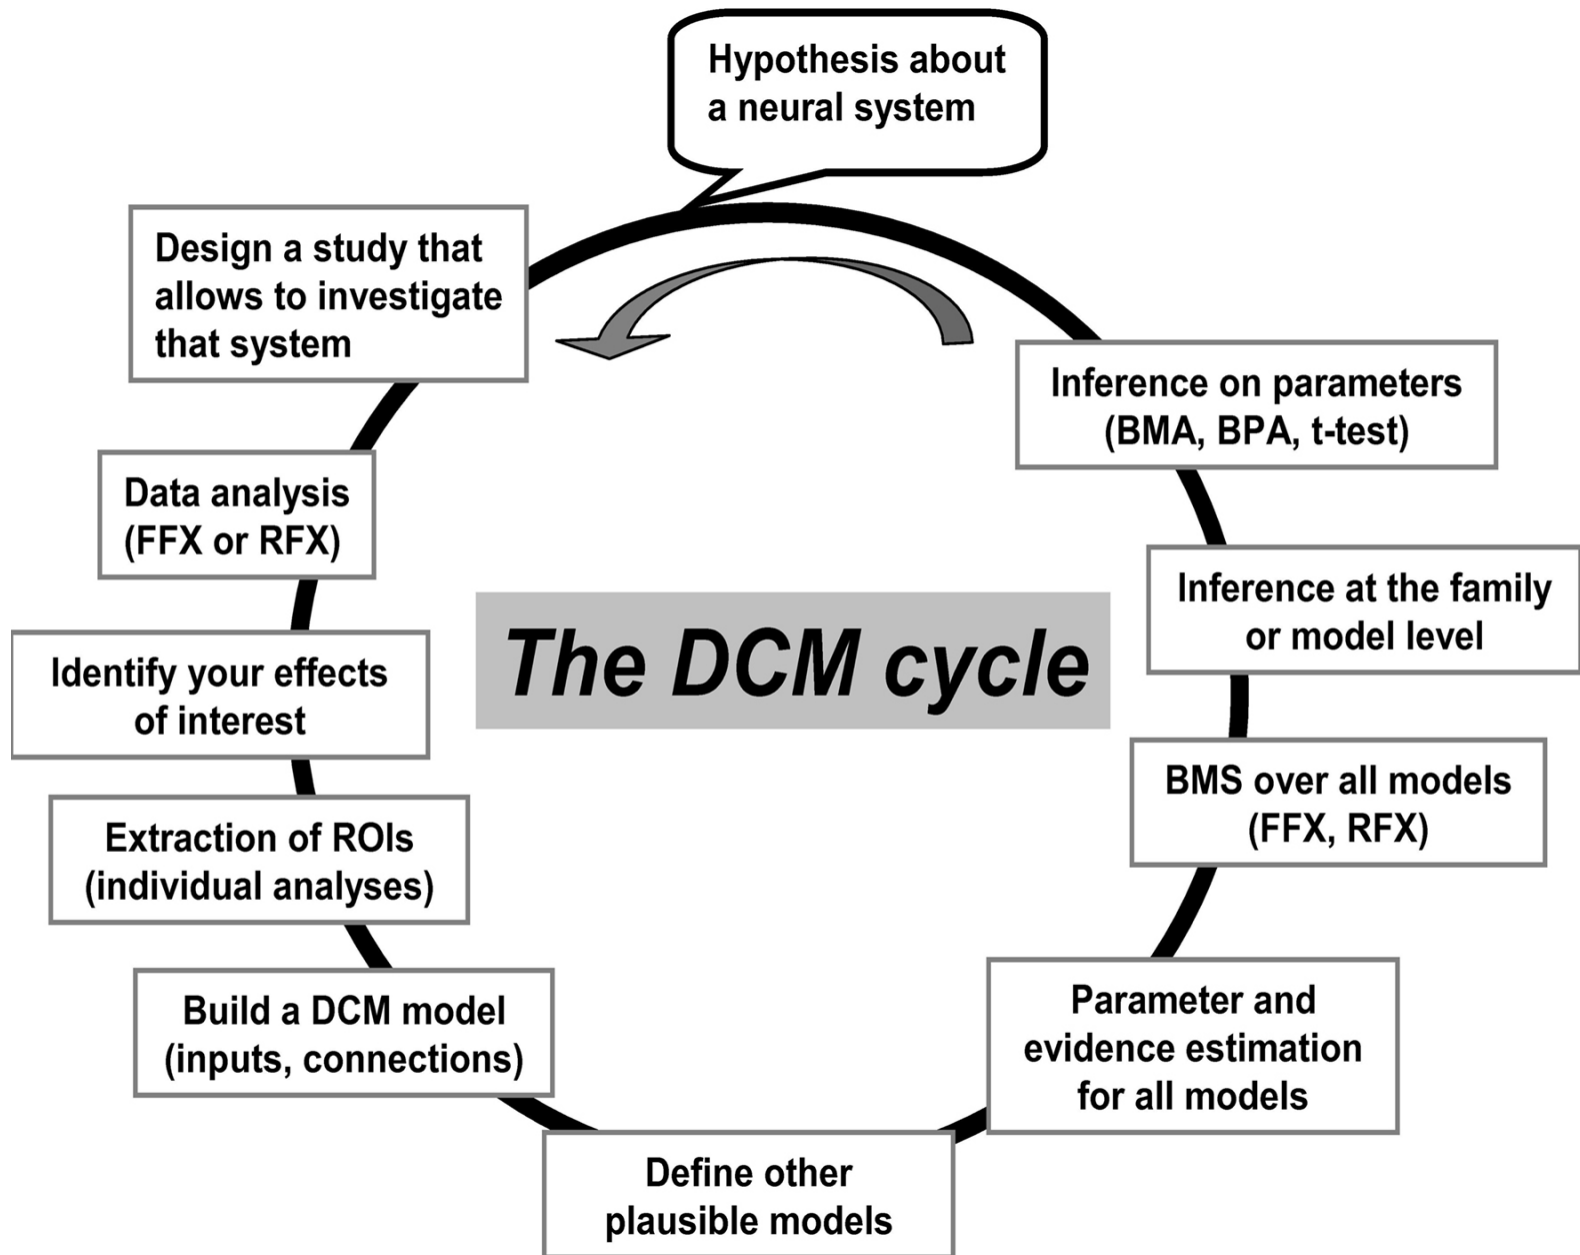 Hypothesis about
a neural system
Design a study that
allows to investigate
that system
Data analysis
(FFX or RFX)
Identify your effects
of interest
Extraction of ROIs
(individual analyses)
Build a DCM model
(inputs, connections)
Define other
plausible models
Parameter and
evidence estimation
for all models
BMS over all models
(FFX, RFX)
Inference at the family
or model level
Inference on parameters
(BMA, BPA, t-test)
The DCM cycle